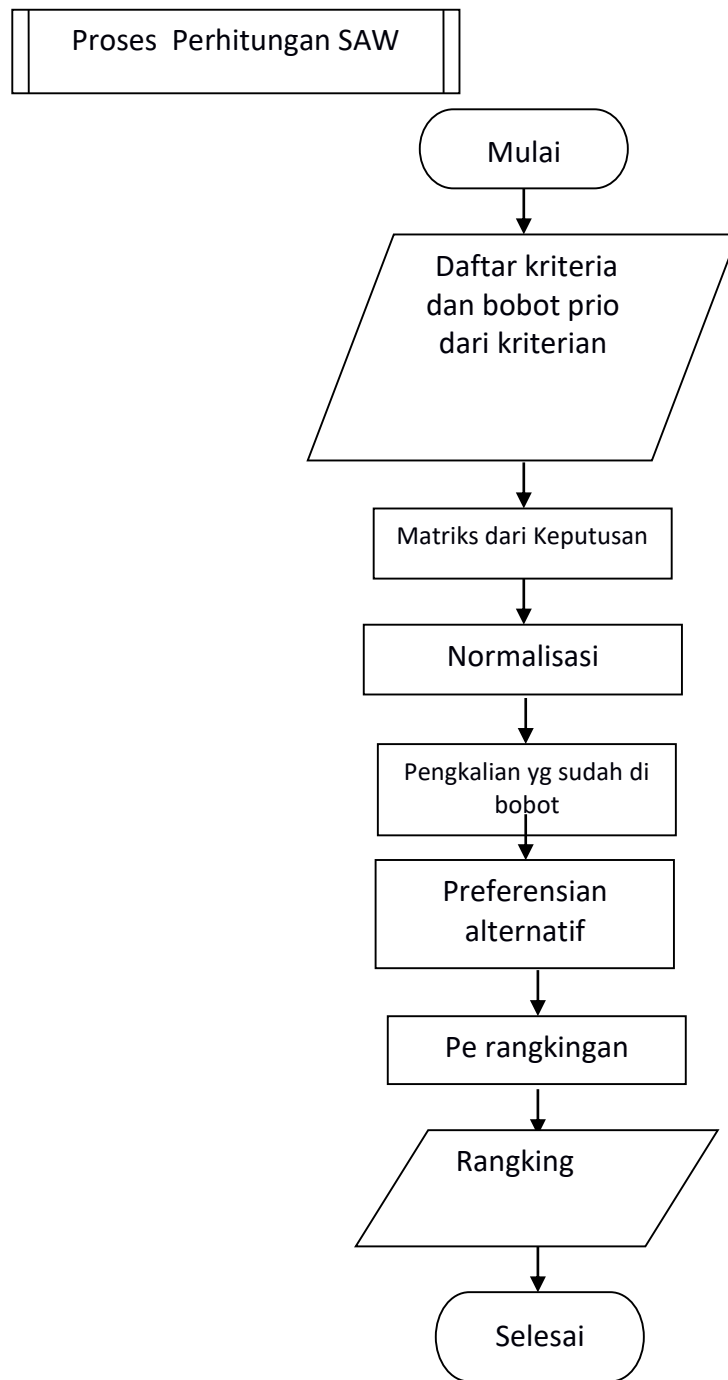 Proses  Perhitungan SAW
Mulai
Daftar kriteria
dan bobot prio
dari kriterian
Matriks dari Keputusan
Normalisasi
Pengkalian yg sudah di
bobot
Preferensian
alternatif
Pe rangkingan
Rangking
Selesai